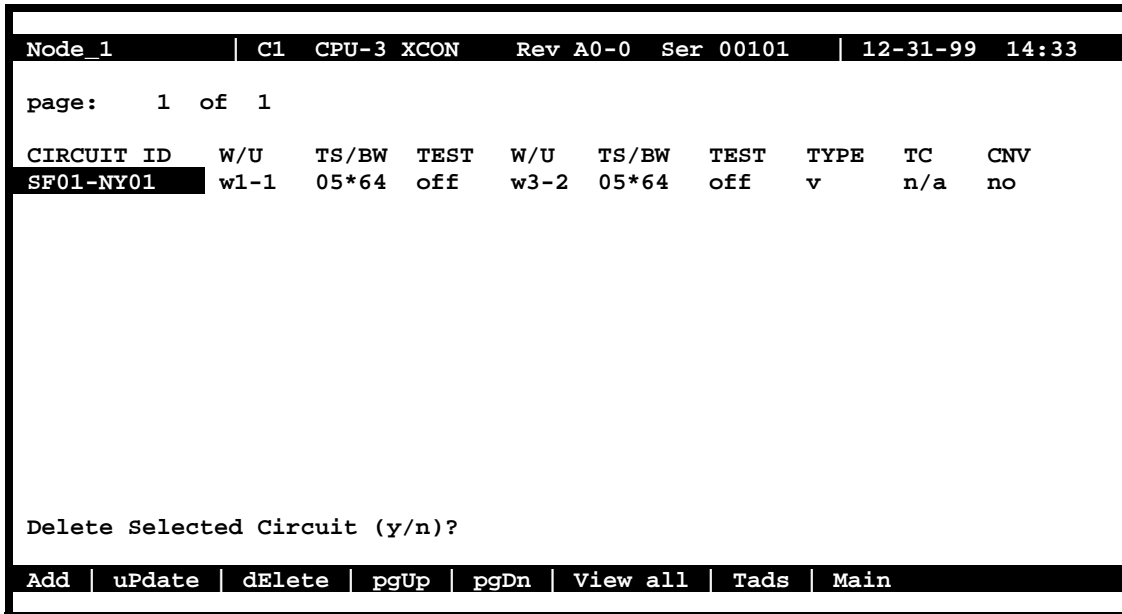 Node_1 | C1 CPU-3 XCON Rev A0-0 Ser 00101 | 12-31-99 14:33
page: 1 of 1
CIRCUIT ID W/U TS/BW TEST W/U TS/BW TEST TYPE TC CNV
SF01-NY01 w1-1 05*64 off w3-2 05*64 off v n/a no
Delete Selected Circuit (y/n)?
Add | uPdate | dElete | pgUp | pgDn | View all | Tads | Main